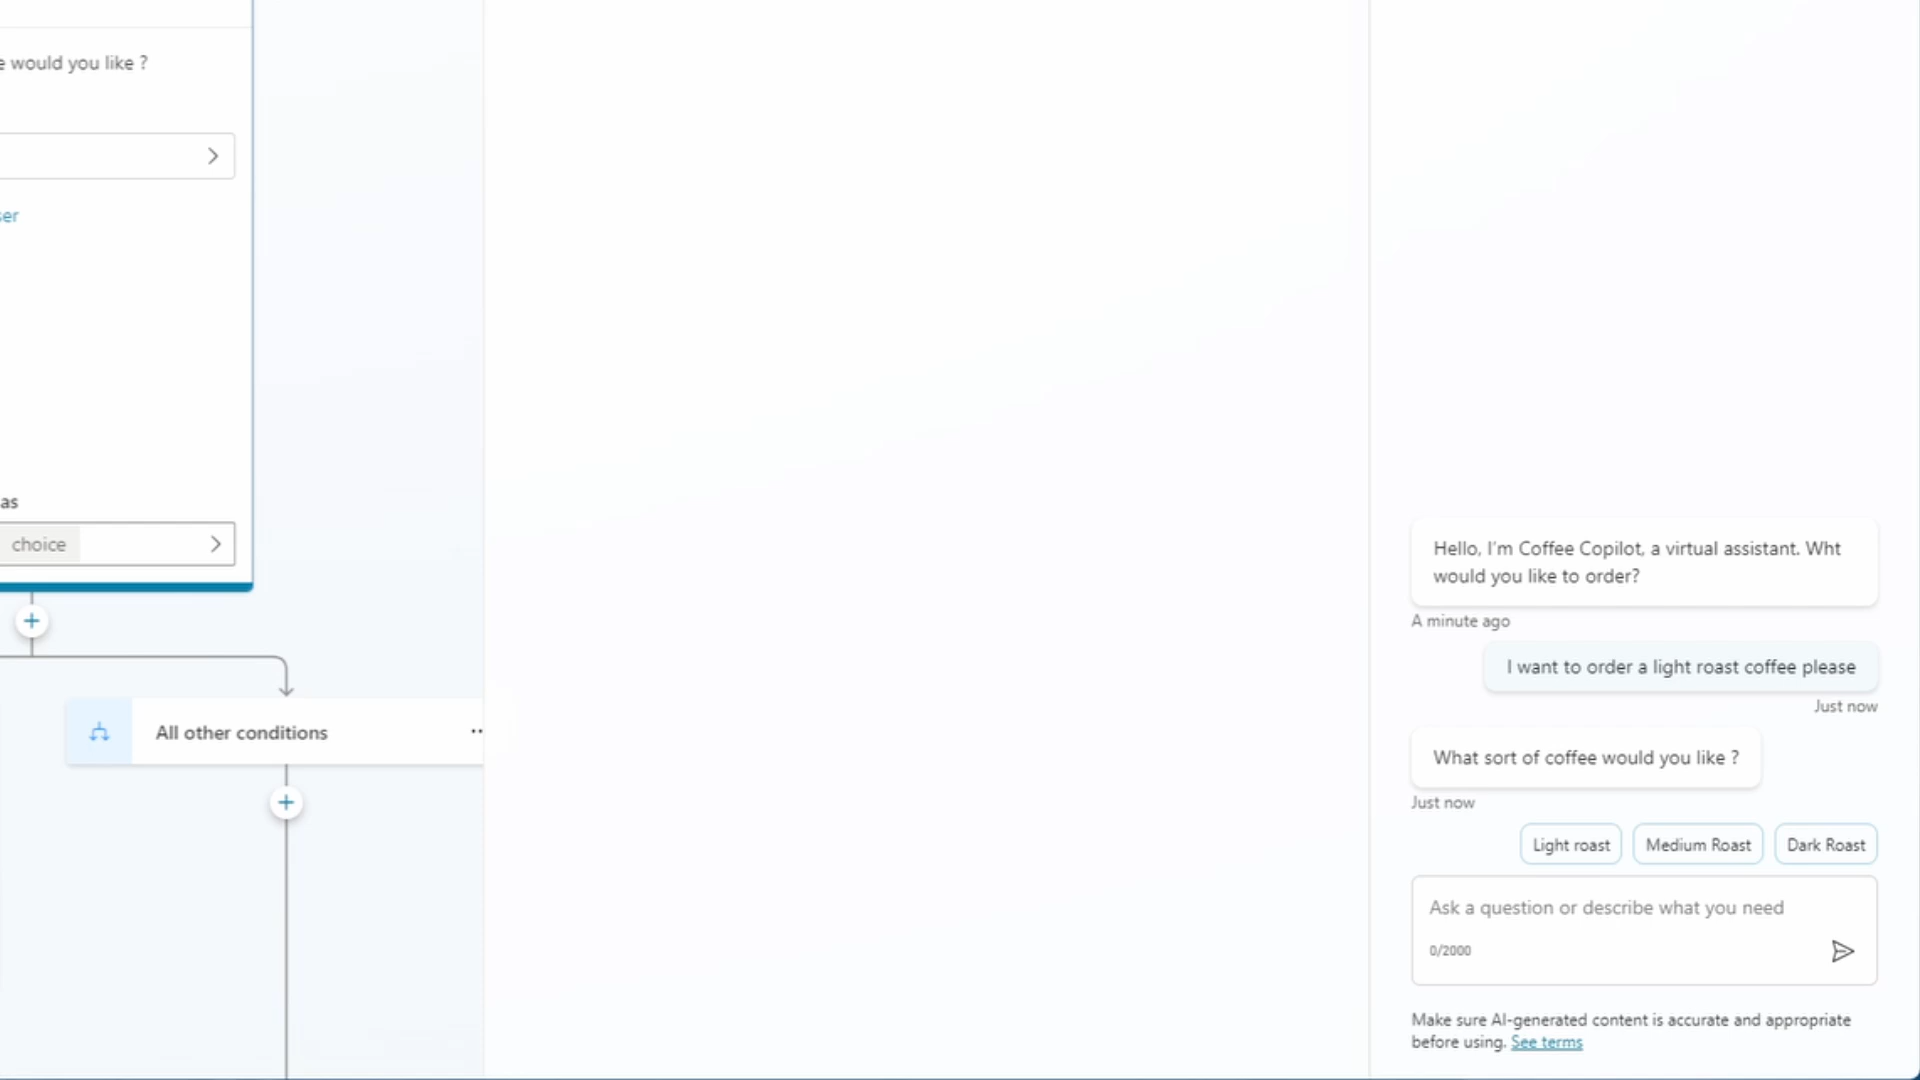 would you like ?
ser
as
choice
All other conditions
Hello, I'm Coffee Copilot, a virtual assistant. Wht
would you like to order?
A minute ago
I want to order a light roast coffee please
Just now
What sort of coffee would you like ?
Just now
Light roast
Medium Roast
Dark Roast
Ask a question or describe what you need
0/2000
Make sure AI-generated content is accurate and appropriate
before using. See terms